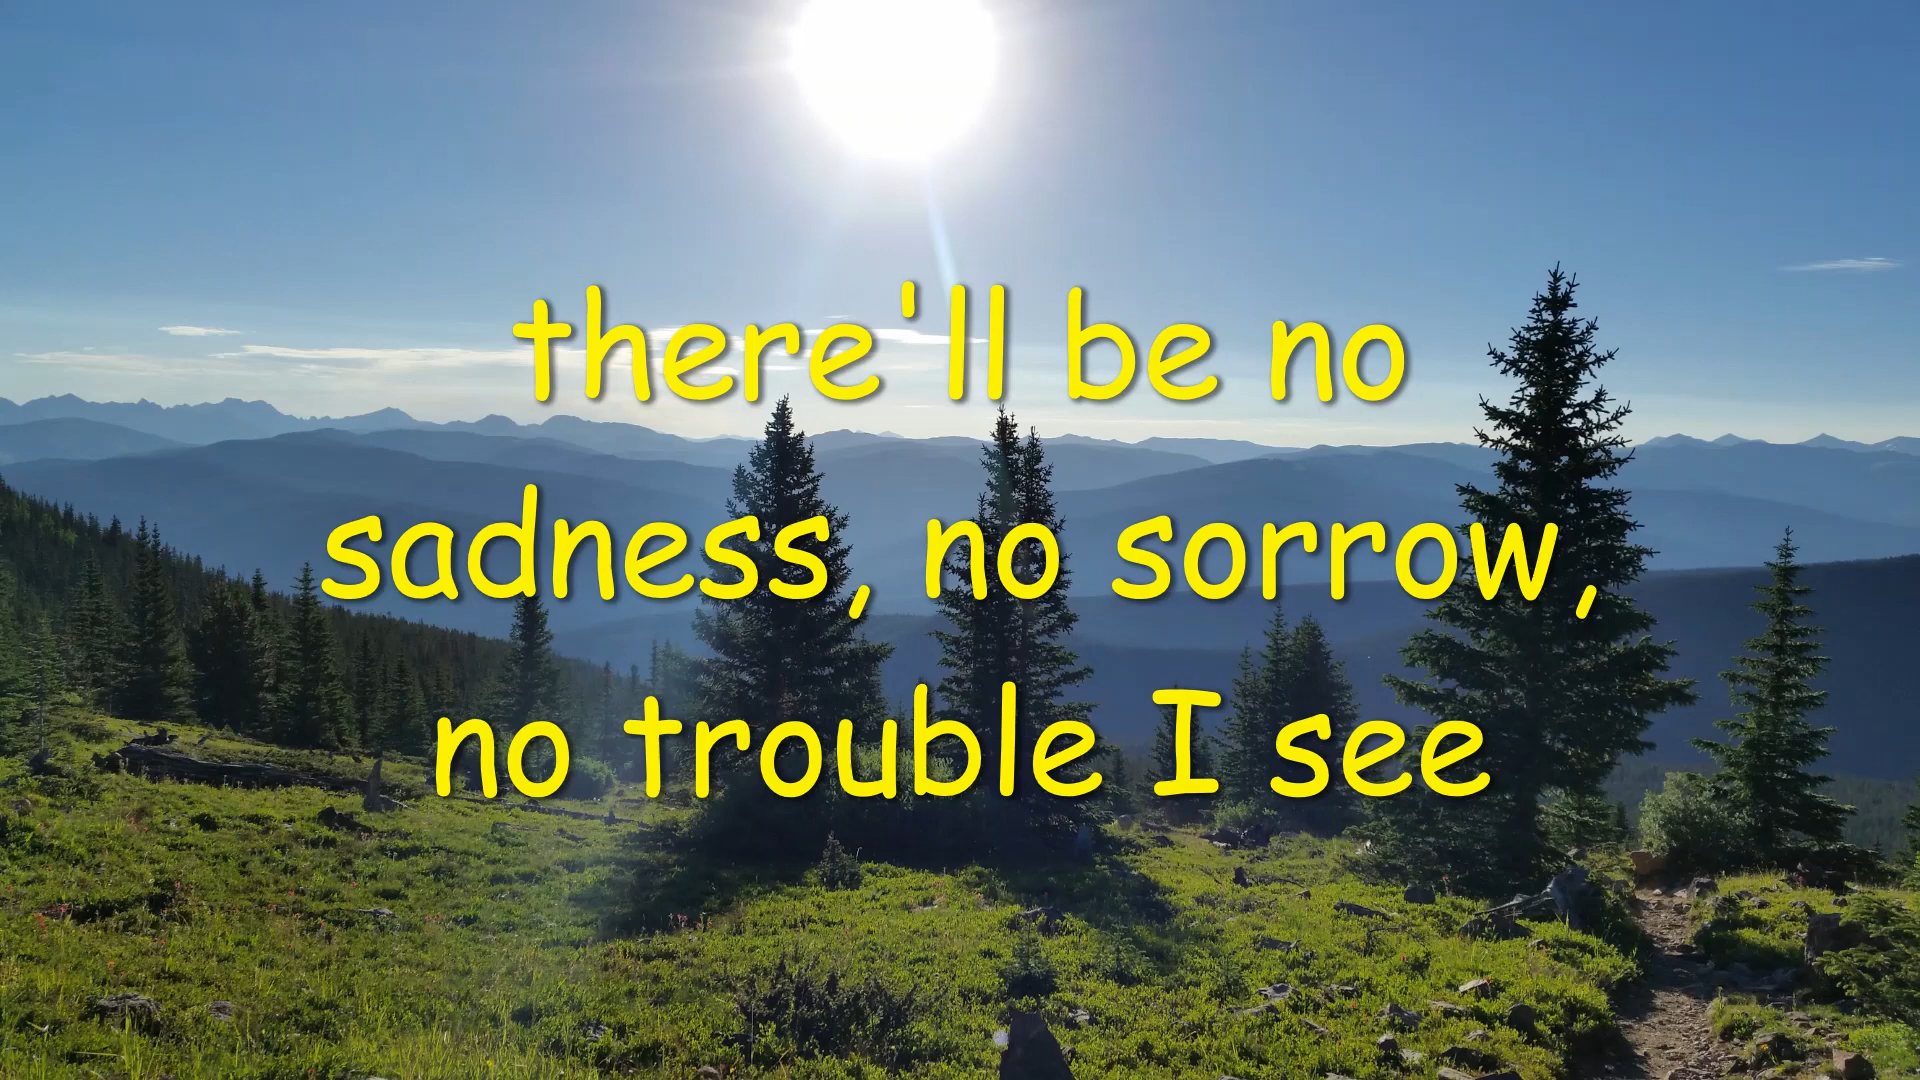 there'll be no
sadness, no sorrow,
no trouble I see